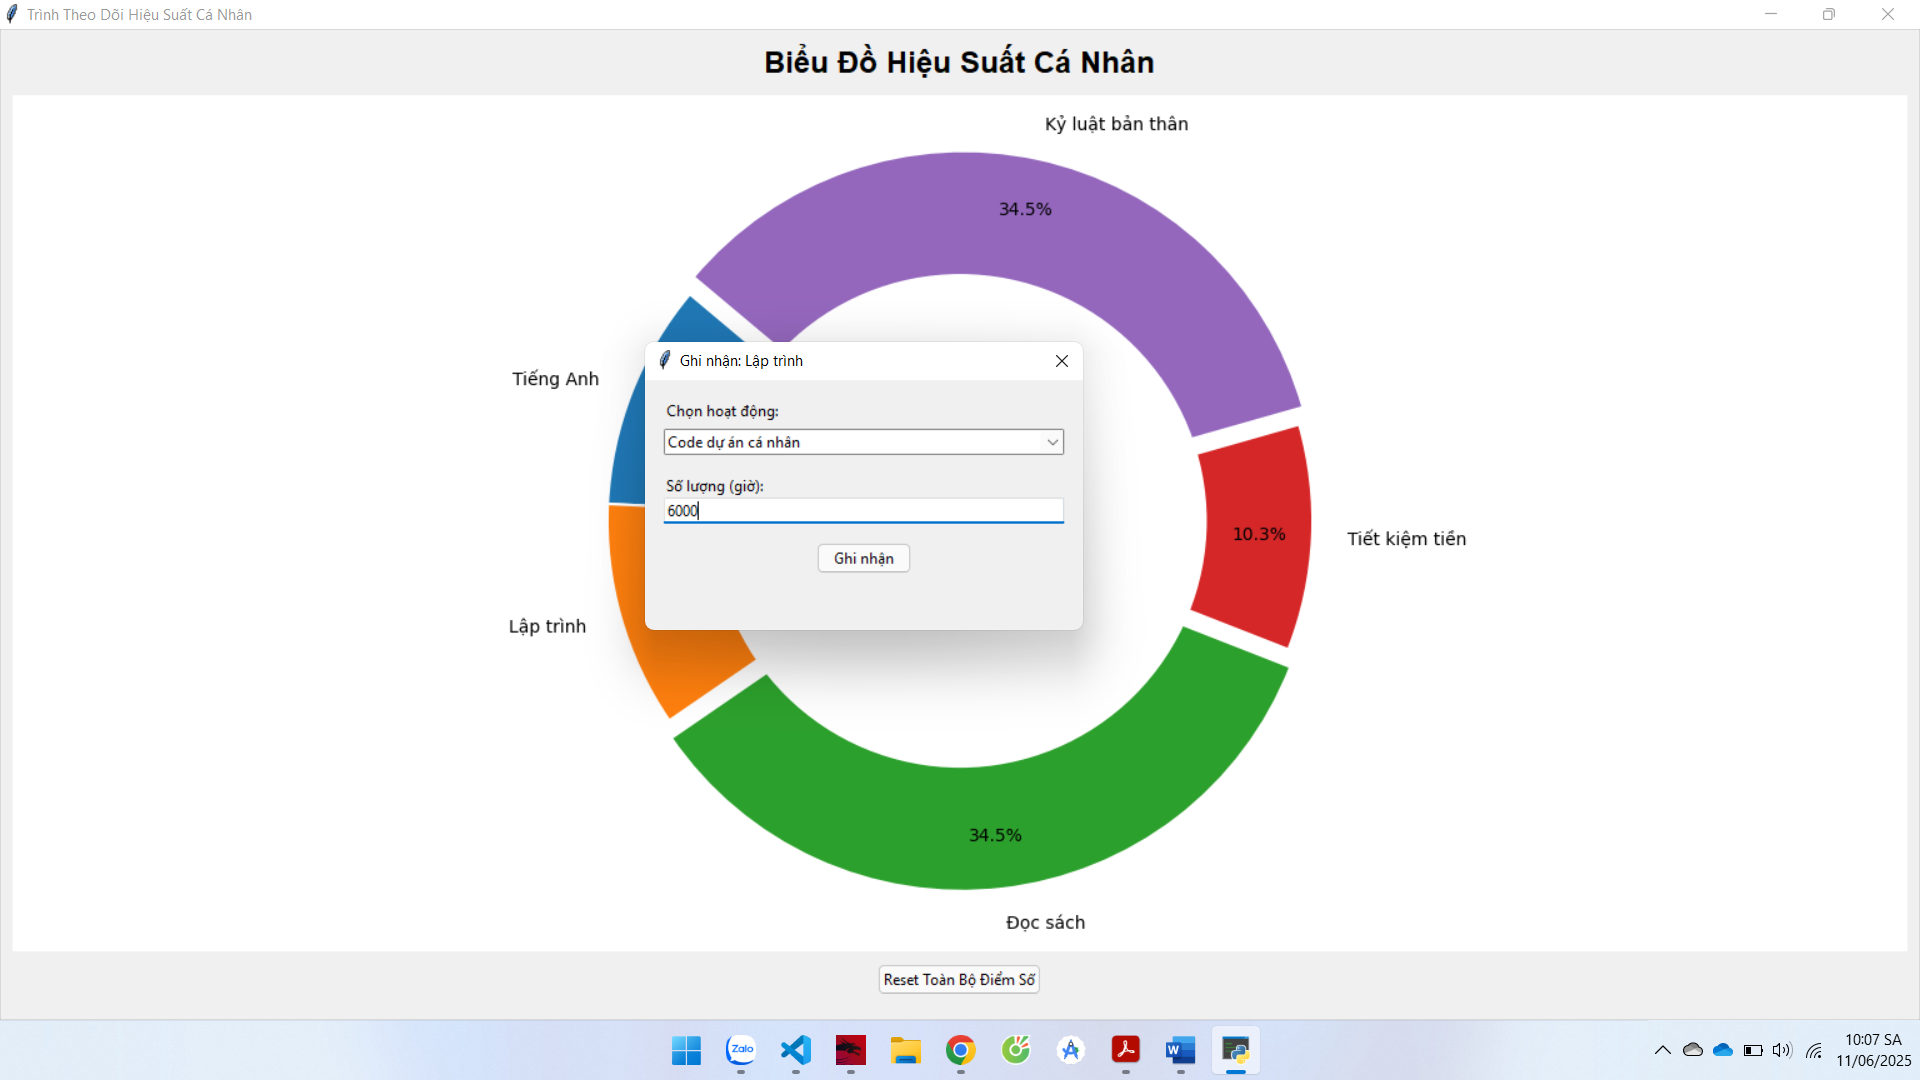 Trình Theo Dõi Hiệu Suất Cá Nhân
Biểu Đồ Hiệu Suất Cá Nhân
Kỷ luật bản thân
34.5%
Tiếng Anh
Ghi nhận: Lập trình
Chọn hoạt động:
Code dự án cá nhân
Số lượng (giờ):
6000
Ghi nhận
10.3%
Tiết kiệm tiền
Lập trình
34.5%
Đọc sách
Reset Toàn Bộ Điểm Số
Zalo
W
10:07 SA
11/06/2025